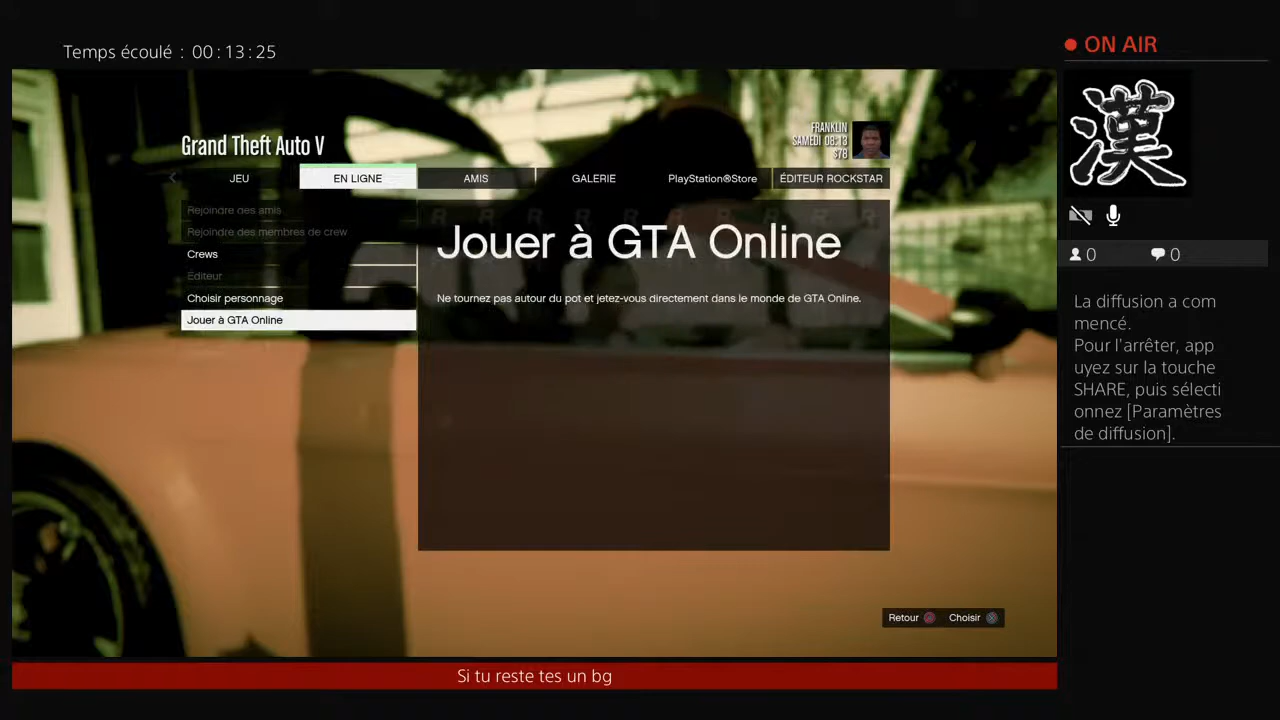 Temps écoulé : 00:13:25
ON AIR
Grand Theft Auto V
FRANKLIN
SAMEDI 08:13
$78
JEU
EN LIGNE
AMIS
GALERIE
PlayStation®Store
ÉDITEUR ROCKSTAR
Rejoindre des amis
Rejoindre des membres de crew
Crews
Éditeur
Choisir personnage
Jouer à GTA Online
Jouer à GTA Online
Ne tournez pas autour du pot et jetez-vous directement dans le monde de GTA Online.
Retour
Choisir
漢
0
0
La diffusion a com
mencé.
Pour l'arrêter, app
uyez sur la touche
SHARE, puis sélecti
onnez [Paramètres
de diffusion].
Si tu reste tes un bg